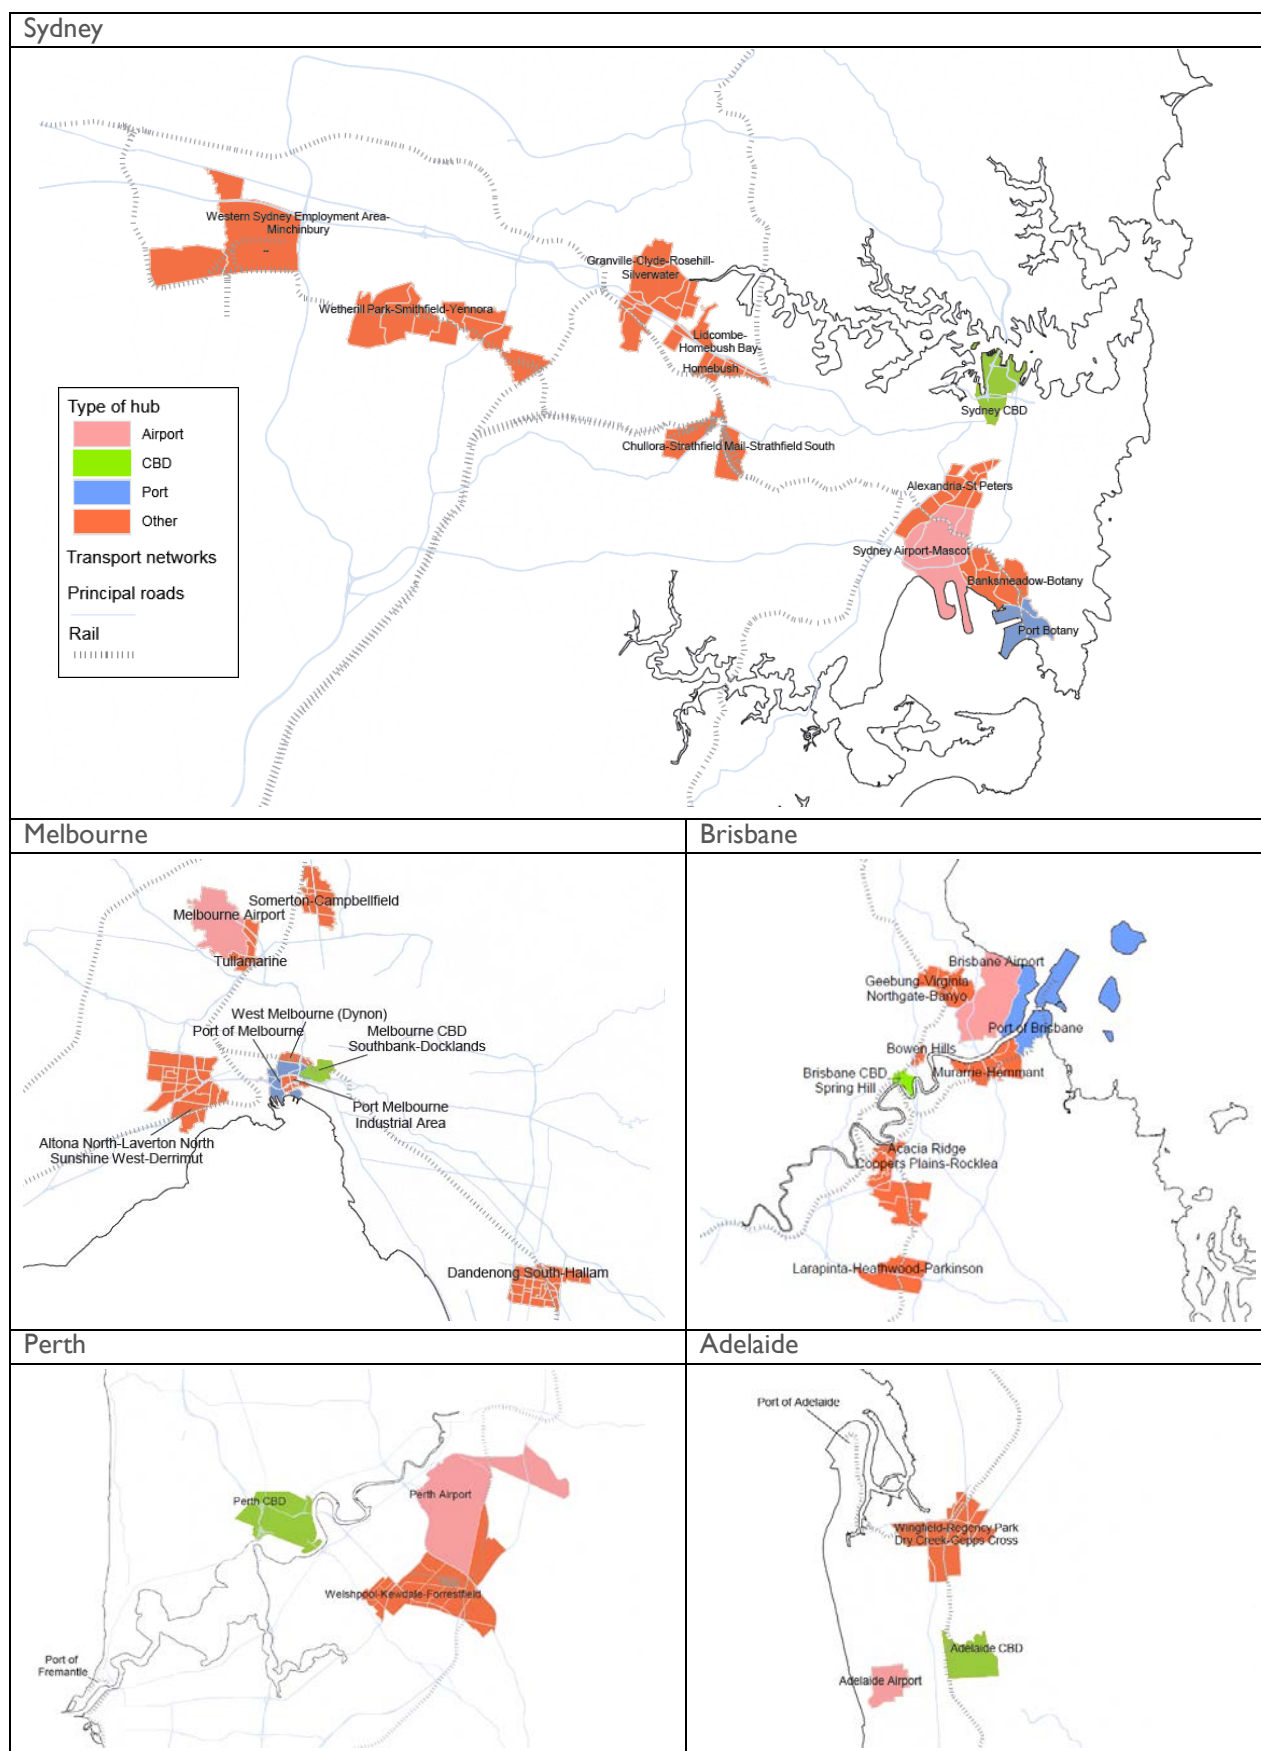 Sydney
Western Sydney Employment Area-
Minchinbury
--
Granville-Clyde-Rosehill-
Silverwater
Wetherill Park-Smithfield-Yennora
Lidcombe-
Homebush Bay-
Homebush
Sydney CBD
Chullora-Strathfield Mail-Strathfield South
Alexandria-St Peters
Sydney Airport-Mascot
Banksmeadow-Botany
Port Botany
Type of hub
Airport
CBD
Port
Other
Transport networks
Principal roads
Rail
Melbourne
Somerton-Campbellfield
Melbourne Airport
Tullamarine
West Melbourne (Dynon)
Port of Melbourne
Melbourne CBD
Southbank-Docklands
Port Melbourne
Industrial Area
Altona North-Laverton North
Sunshine West-Derrimut
Dandenong South-Hallam
Brisbane
Brisbane Airport
Geebung-Virginia
Northgate-Banyo
Port of Brisbane
Bowen Hills
Brisbane CBD
Spring Hill
Murarrie-Hemmant
Acacia Ridge
Coppers Plains-Rocklea
Larapinta-Heathwood-Parkinson
Perth
Perth CBD
Perth Airport
Welshpool-Kewdale-Forrestfield
Port of
Fremantle
Adelaide
Port of Adelaide
Wingfield-Regency Park
Dry Creek-Gepps Cross
Adelaide CBD
Adelaide Airport